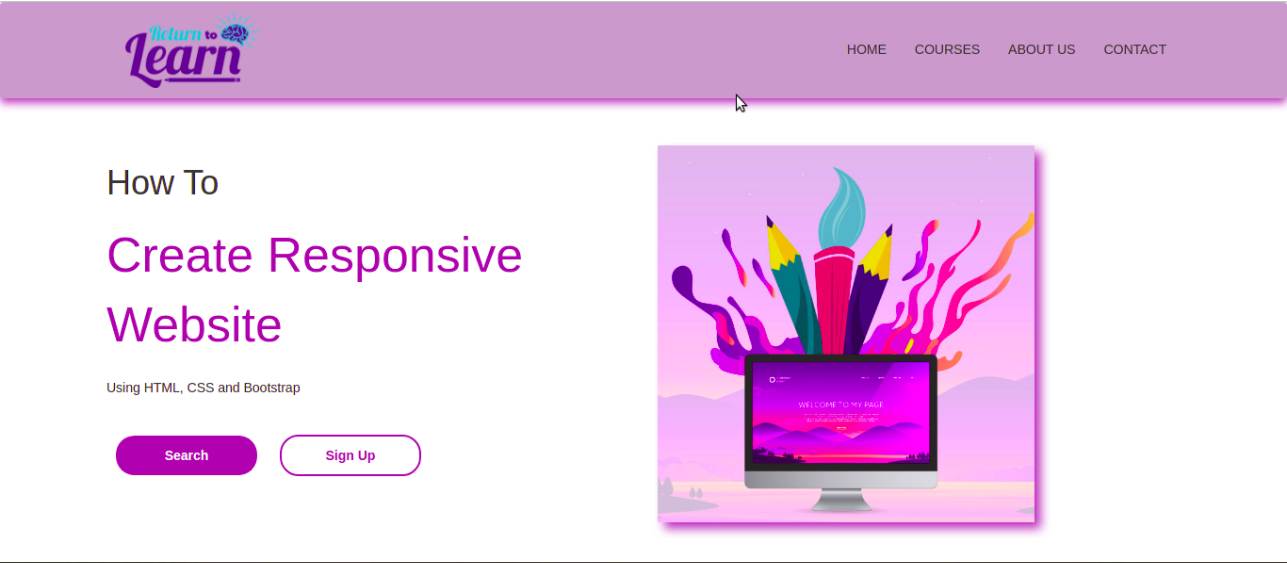 Return to
Learn
HOME COURSES ABOUT US CONTACT
How To
Create Responsive
Website
Using HTML, CSS and Bootstrap
Search Sign Up
WELCOME TO MY PAGE